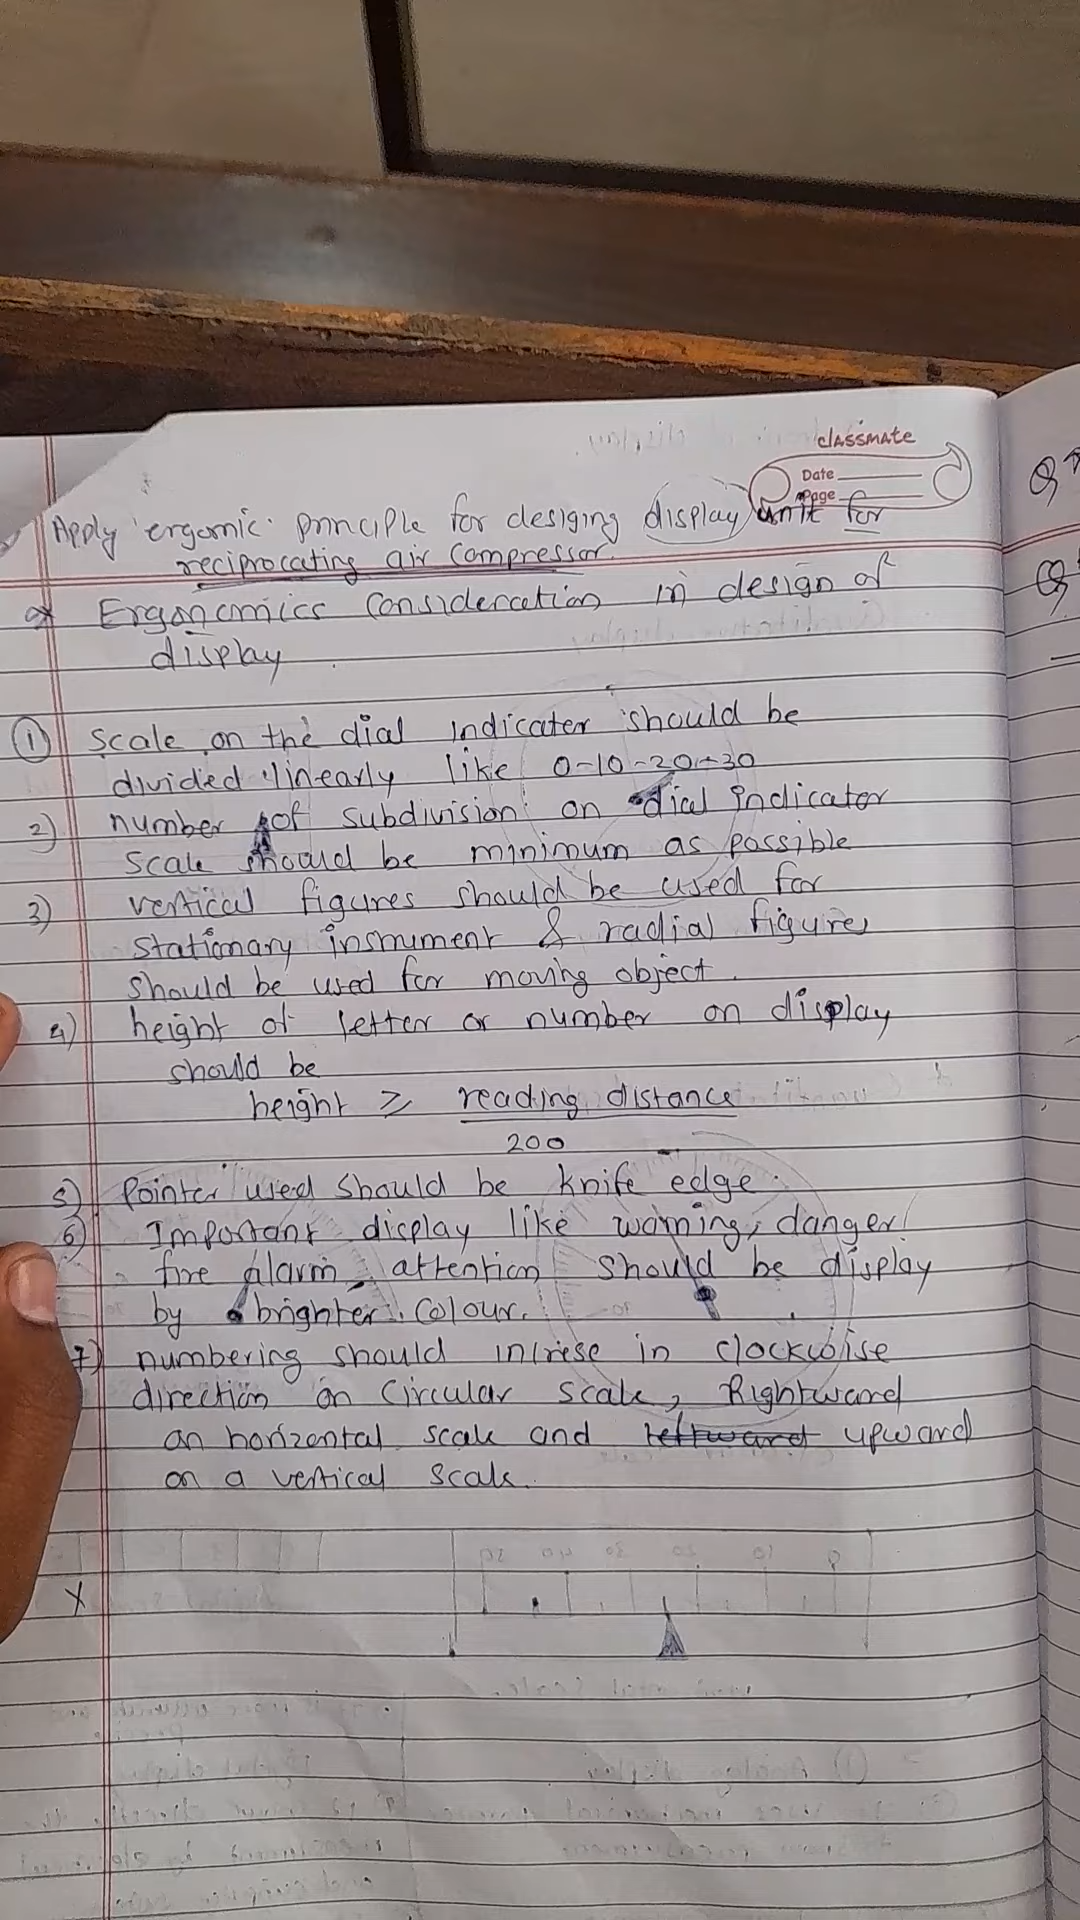 classmate
Date
Page
Apply ergomic principle for desiging display unit for
reciprocating air compressor.
Ergonomics consideration in design of
display
① Scale on the dial indicater should be
divided linearly like 0-10-20-30
2) number of subdivision on dial indicator
scale should be minimum as possible
3) vertical figures should be used for
stationary instrument & radial figures
should be used for moving object.
4) height of letter or number on display
should be
height ≥ reading distance
200
5) Pointer used should be knife edge.
6) Important display like warning, danger
fire alarm, attention should be display
by brighter colour.
7) numbering should increse in clockwise
direction on circular scale, Rightward
on horizental scale and leftward upward
on a vertical scale.
X